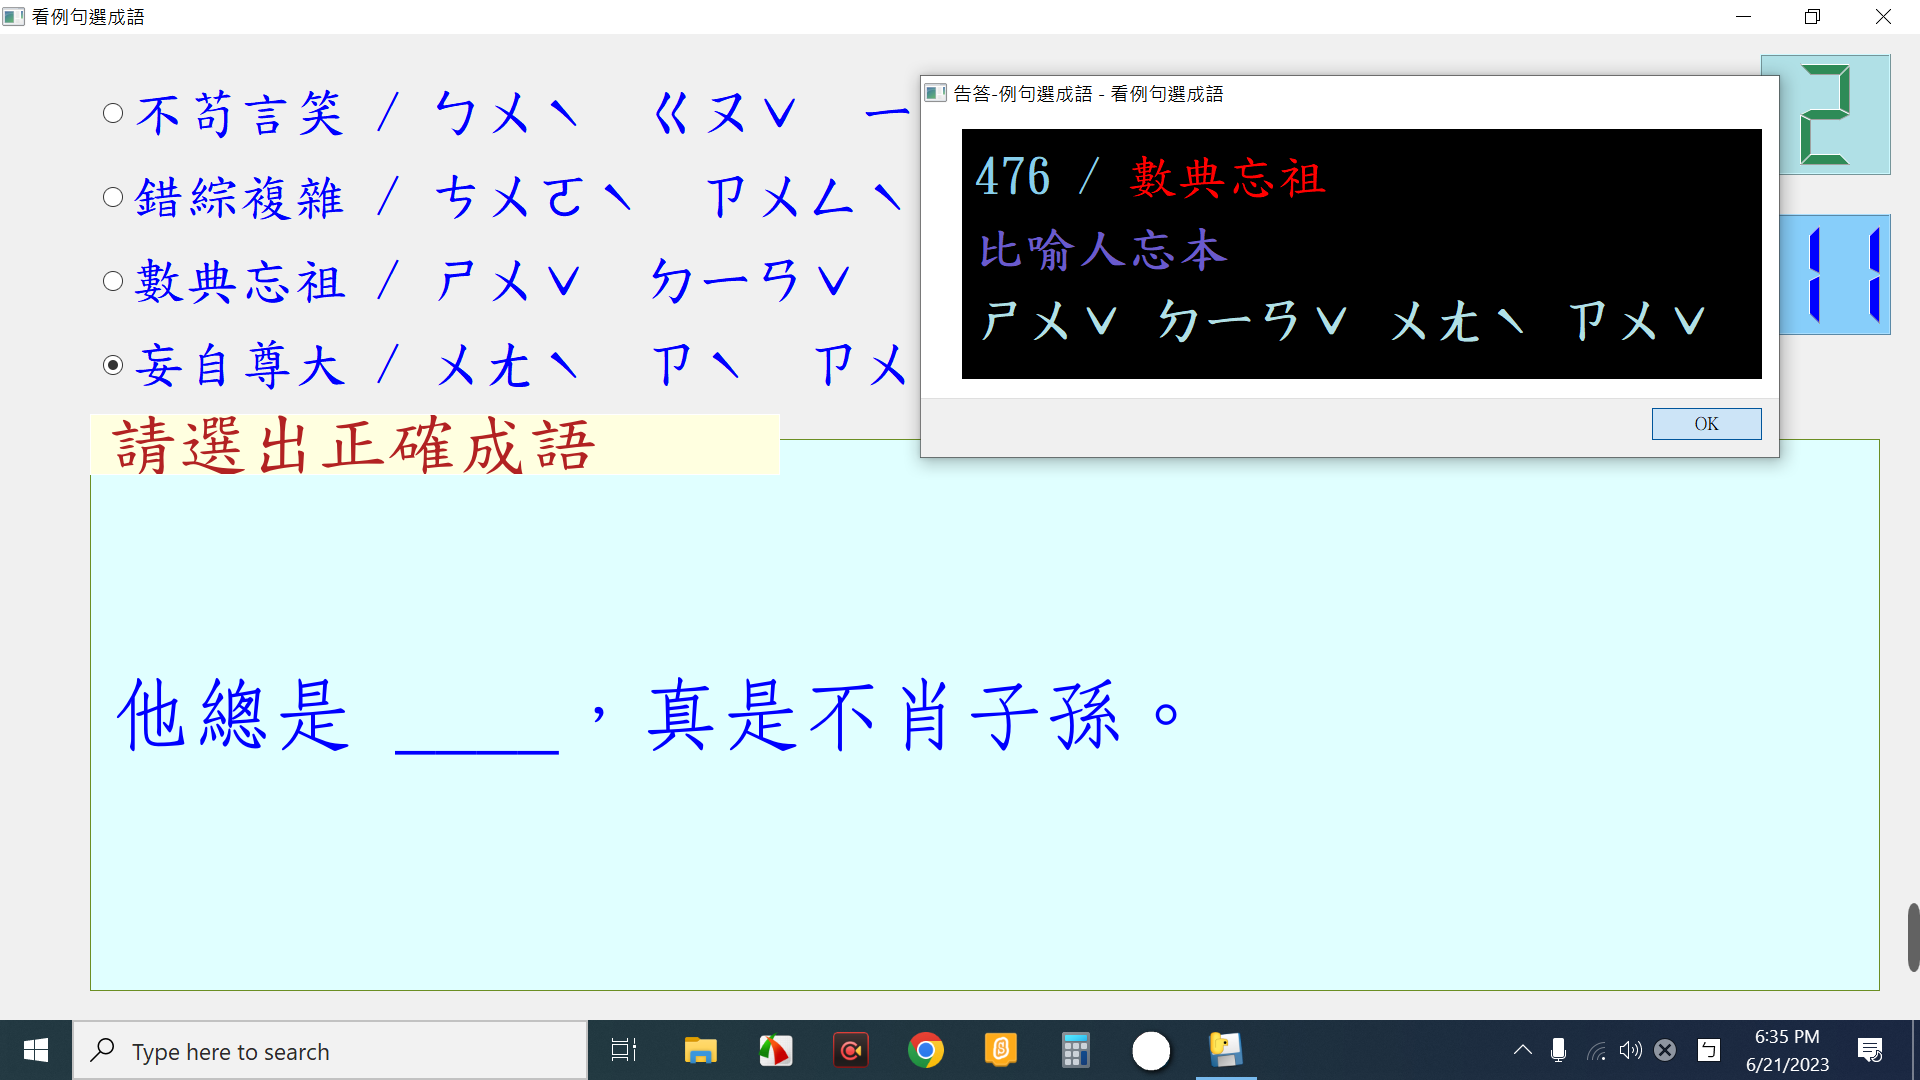 看例句選成語
不苟言笑 / ㄅㄨˋ ㄍㄡˇ ㄧ
錯綜複雜 / ㄘㄨㄛˋ ㄗㄨㄥˋ
數典忘祖 / ㄕㄨˇ ㄉㄧㄢˇ
妄自尊大 / ㄨㄤˋ ㄗˋ ㄗㄨ
2
11
告答-例句選成語 - 看例句選成語
476 / 數典忘祖
比喻人忘本
ㄕㄨˇ ㄉㄧㄢˇ ㄨㄤˋ ㄗㄨˇ
OK
請選出正確成語
他總是 ____，真是不肖子孫。
Type here to search
ㄅ
6:35 PM
6/21/2023